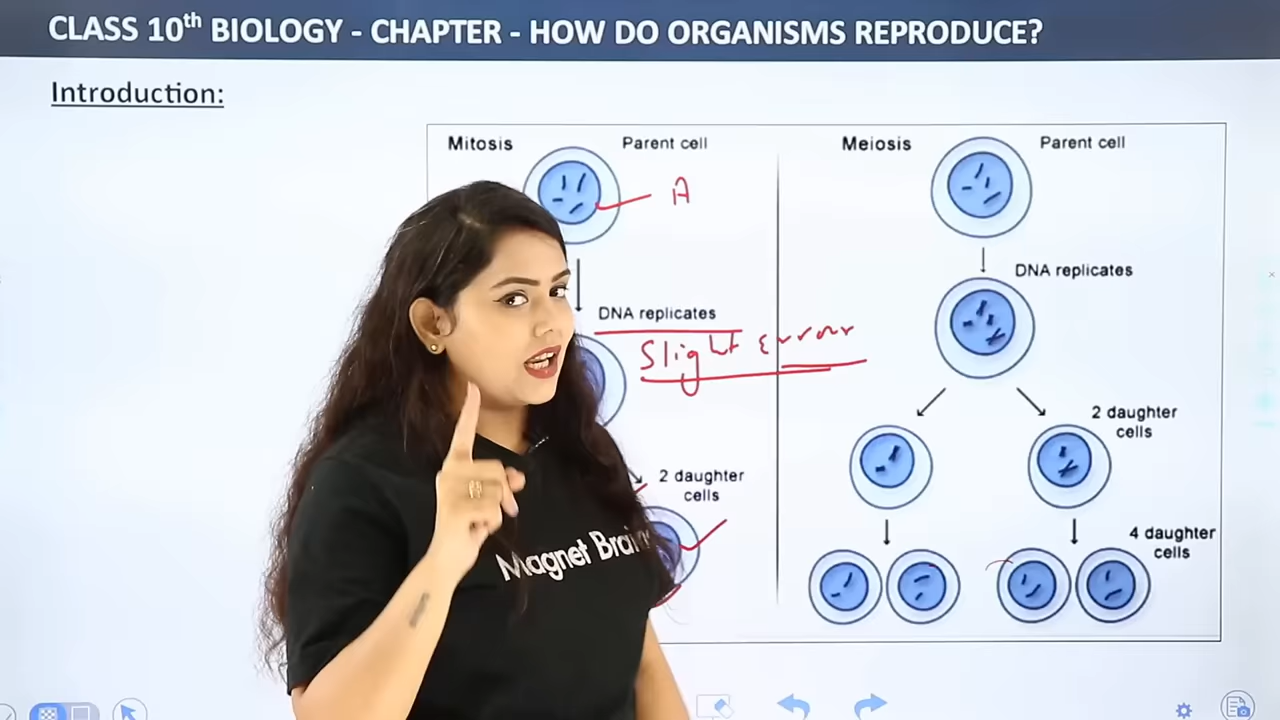 CLASS 10th BIOLOGY - CHAPTER - HOW DO ORGANISMS REPRODUCE?
Introduction:
Mitosis
Parent cell
A
DNA replicates
Slight Error
2 daughter
cells
Meiosis
Parent cell
DNA replicates
2 daughter
cells
4 daughter
cells
Magnet Brains